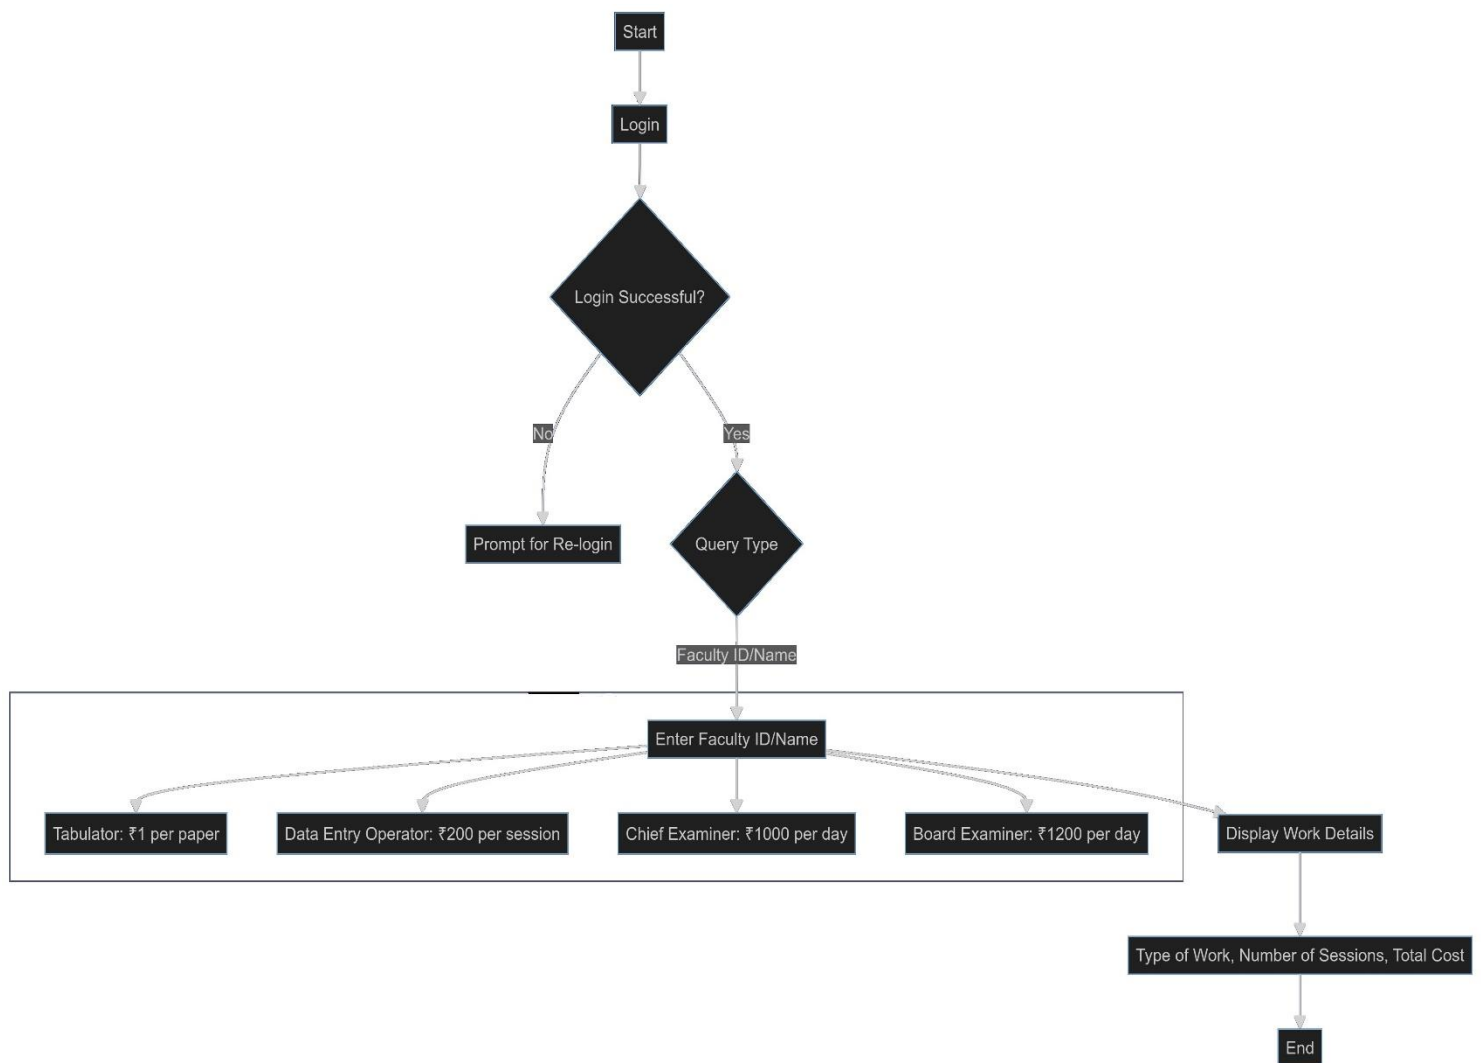 Start
Login
Login Successful?
No
Yes
Prompt for Re-login
Query Type
Faculty ID/Name
Enter Faculty ID/Name
Tabulator: ₹1 per paper
Data Entry Operator: ₹200 per session
Chief Examiner: ₹1000 per day
Board Examiner: ₹1200 per day
Display Work Details
Type of Work, Number of Sessions, Total Cost
End